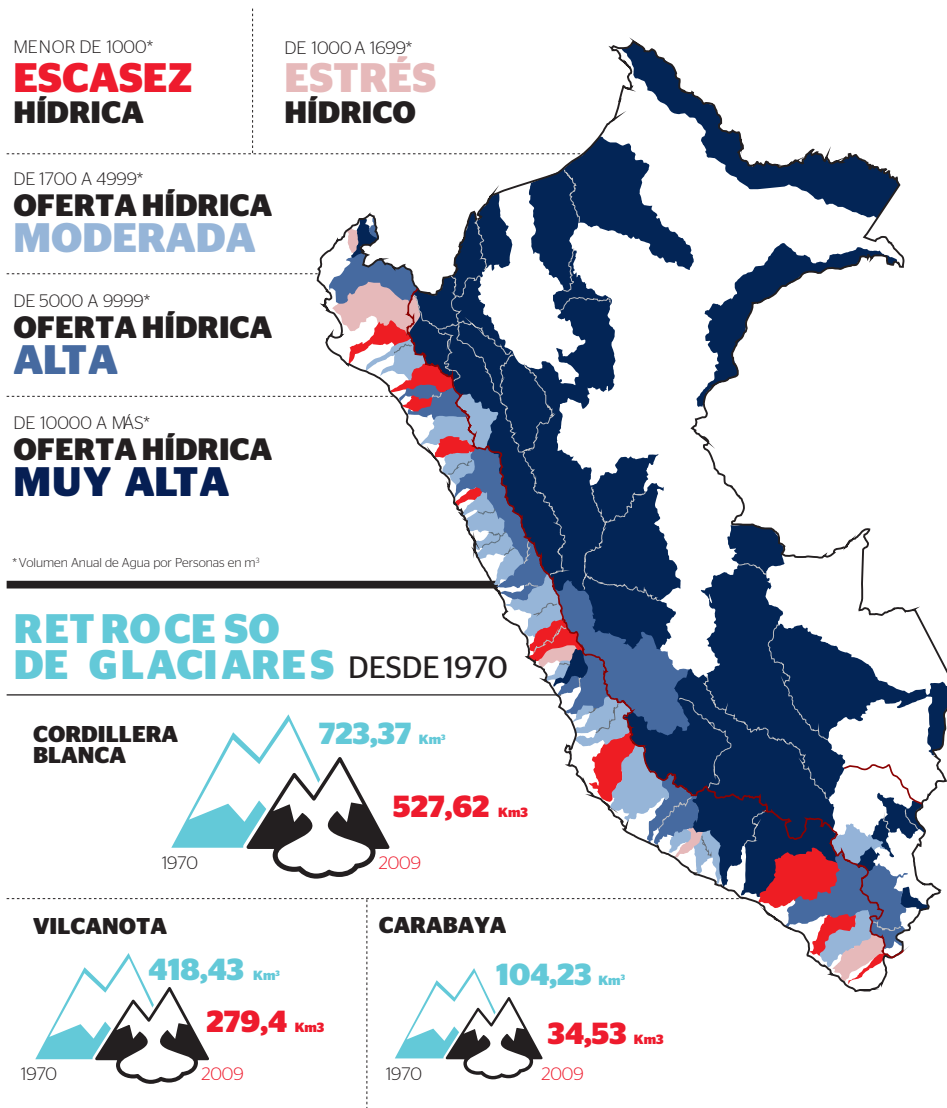 MENOR DE 1000*
ESCASEZ
HÍDRICA
DE 1000 A 1699*
ESTRÉS
HÍDRICO
DE 1700 A 4999*
OFERTA HÍDRICA
MODERADA
DE 5000 A 9999*
OFERTA HÍDRICA
ALTA
DE 10000 A MÁS*
OFERTA HÍDRICA
MUY ALTA
*Volumen Anual de Agua por Personas en m³
RETROCESO
DE GLACIARES DESDE 1970
CORDILLERA
BLANCA
723,37 Km³
527,62 Km3
1970
2009
VILCANOTA
418,43 Km³
279,4 Km3
1970
2009
CARABAYA
104,23 Km³
34,53 Km3
1970
2009